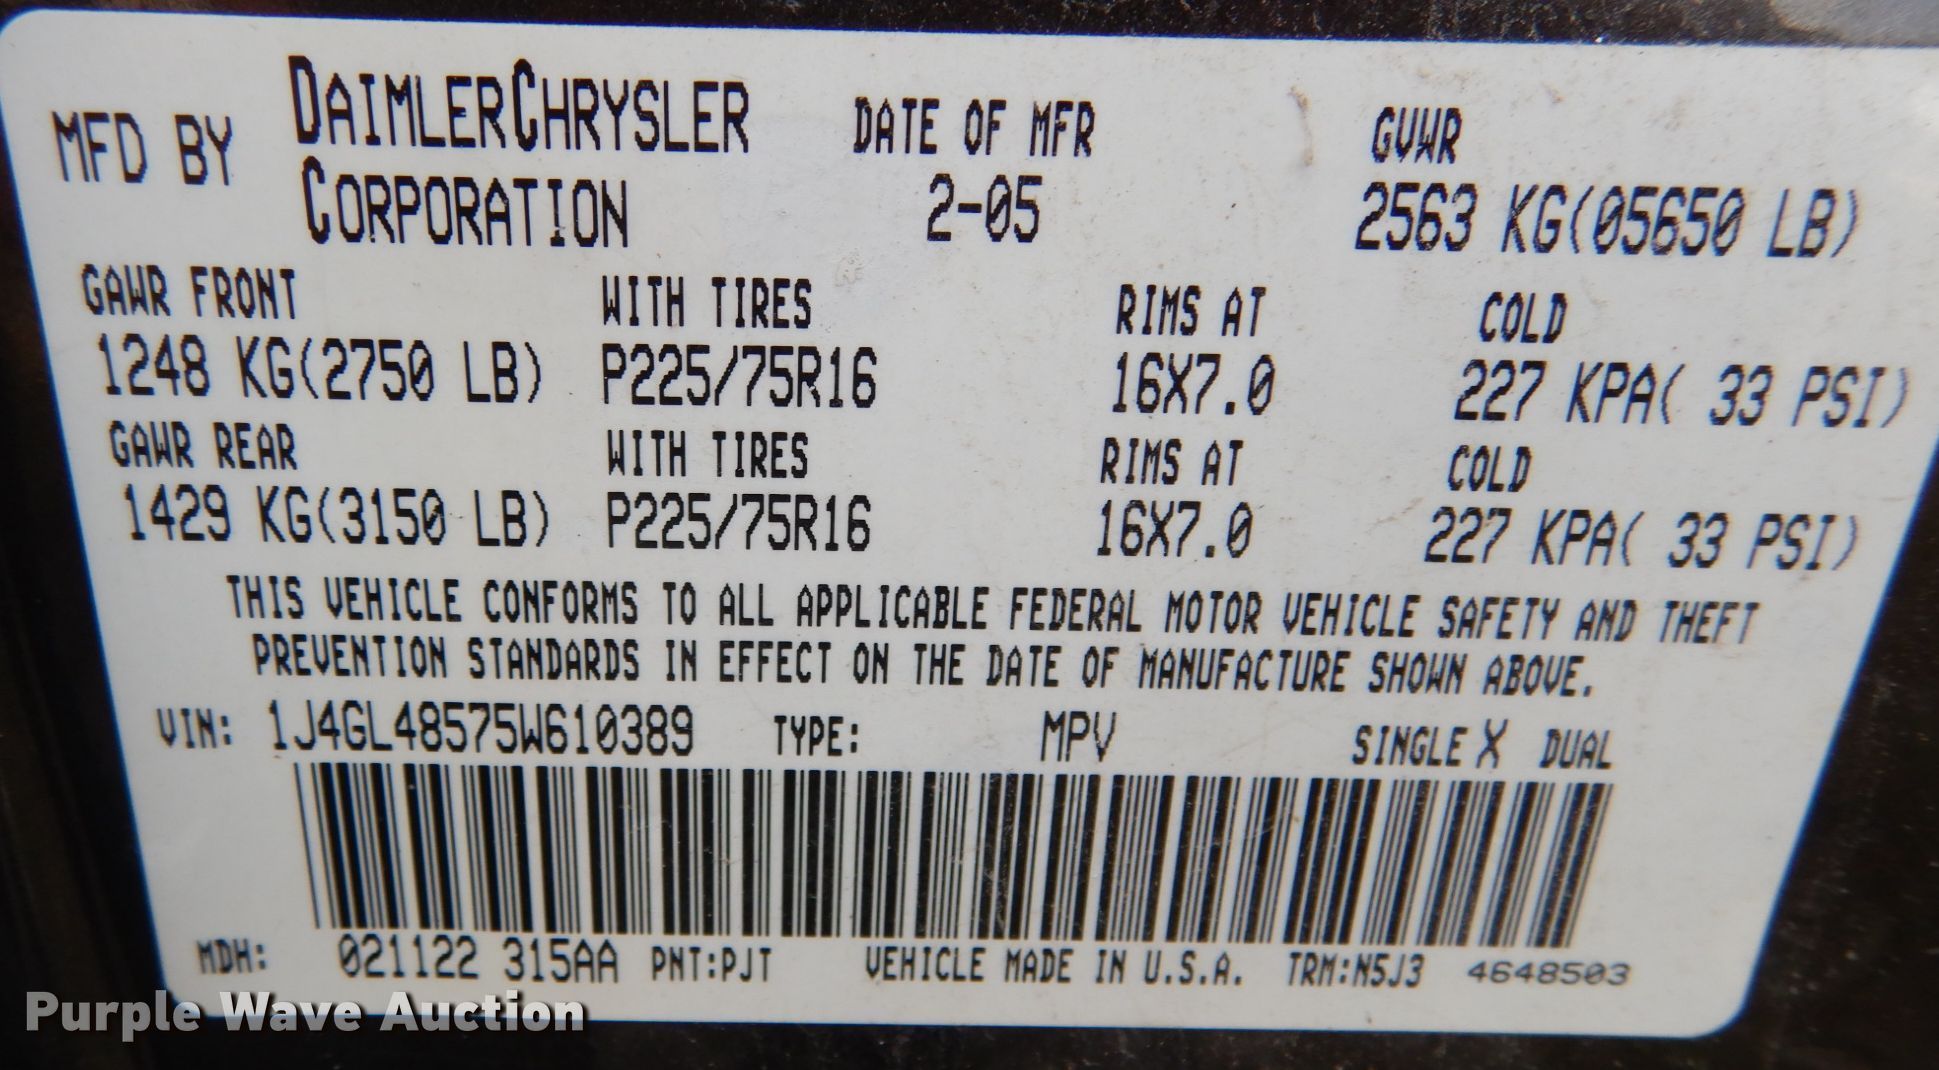 MFD BY DAIMLERCHRYSLER CORPORATION DATE OF MFR 2-05 GVWR 2563 KG(05650 LB)
GAWR FRONT WITH TIRES RIMS AT COLD
1248 KG(2750 LB) P225/75R16 16X7.0 227 KPA( 33 PSI)
GAWR REAR WITH TIRES RIMS AT COLD
1429 KG(3150 LB) P225/75R16 16X7.0 227 KPA( 33 PSI)
THIS VEHICLE CONFORMS TO ALL APPLICABLE FEDERAL MOTOR VEHICLE SAFETY AND THEFT
PREVENTION STANDARDS IN EFFECT ON THE DATE OF MANUFACTURE SHOWN ABOVE.
VIN: 1J4GL48575W610389 TYPE: MPV SINGLE X DUAL
MDH: 021122 315AA PNT:PJT VEHICLE MADE IN U.S.A. TRM:N5J3 4648503
Purple Wave Auction